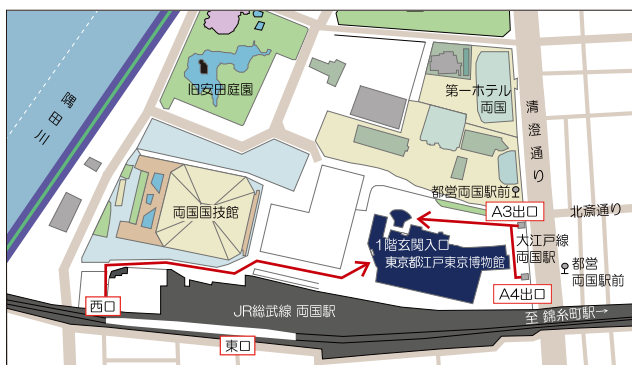 旧安田庭園
隅田川
第一ホテル
両国
清澄通り
都営両国駅前
A3出口
北斎通り
両国国技館
1階玄関入口
東京都江戸東京博物館
大江戸線
両国駅
都営
両国駅前
A4出口
西口
JR総武線 両国駅
至 錦糸町駅→
東口